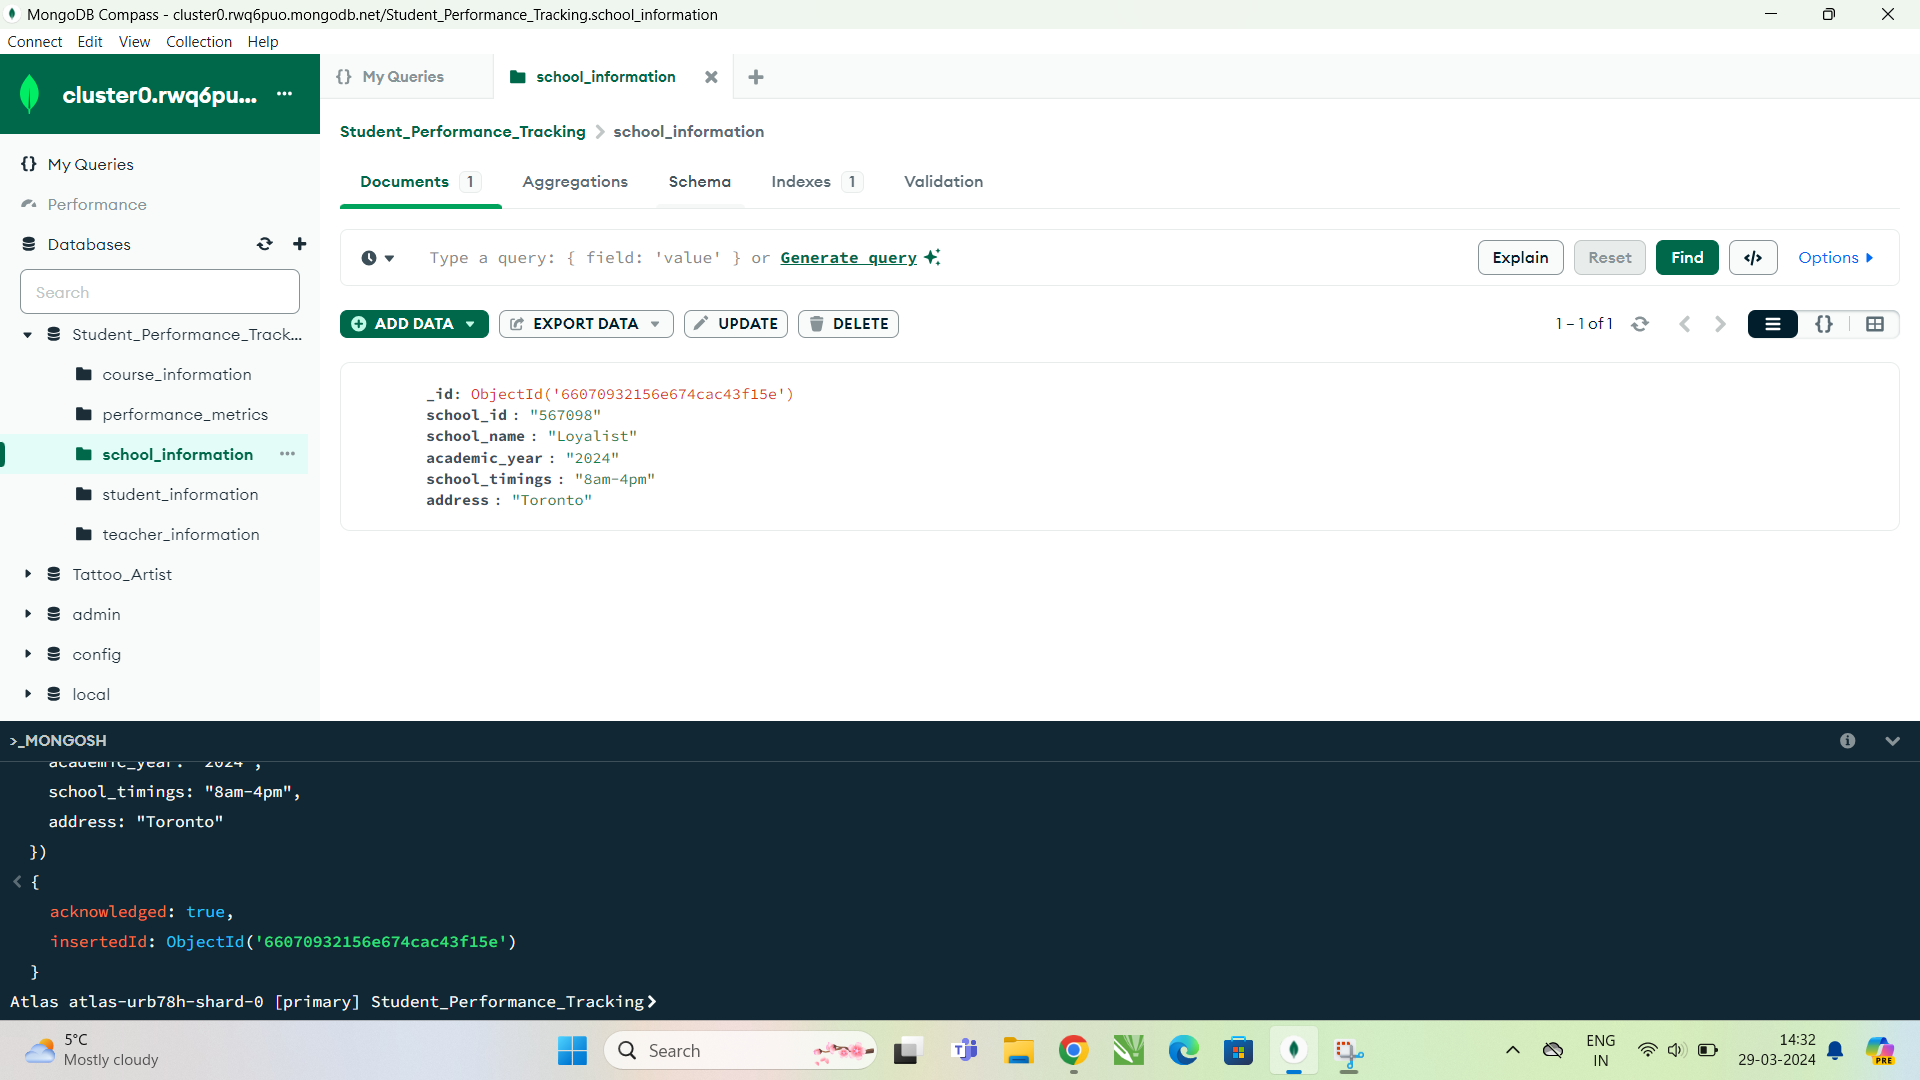 MongoDB Compass - cluster0.rwq6puo.mongodb.net/Student_Performance_Tracking.school_information
Connect Edit View Collection Help
cluster0.rwq6pu... ...
{} My Queries
school_information
Student_Performance_Tracking > school_information
{} My Queries
Performance
Databases
Search
Student_Performance_Track...
course_information
performance_metrics
school_information ...
student_information
teacher_information
Tattoo_Artist
admin
config
local
Documents 1 Aggregations Schema Indexes 1 Validation
Type a query: { field: 'value' } or Generate query
Explain Reset Find </> Options
ADD DATA EXPORT DATA UPDATE DELETE
1 – 1 of 1 {}
_id: ObjectId('66070932156e674cac43f15e')
school_id : "567098"
school_name : "Loyalist"
academic_year : "2024"
school_timings : "8am-4pm"
address : "Toronto"
>_MONGOSH
academic_year: "2024",
school_timings: "8am-4pm",
address: "Toronto"
})
< {
acknowledged: true,
insertedId: ObjectId('66070932156e674cac43f15e')
}
Atlas atlas-urb78h-shard-0 [primary] Student_Performance_Tracking>
5°C
Mostly cloudy
Search
ENG
IN
14:32
29-03-2024
PRE